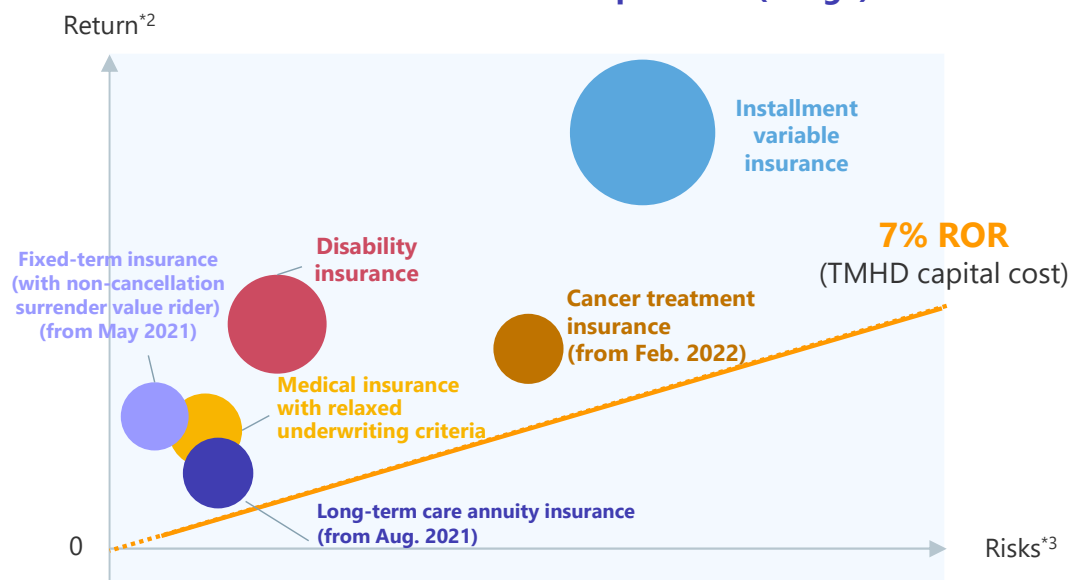 Return*2
Installment
variable
insurance
7% ROR
(TMHD capital cost)
Disability
insurance
Fixed-term insurance
(with non-cancellation
surrender value rider)
(from May 2021)
Cancer treatment
insurance
(from Feb. 2022)
Medical insurance
with relaxed
underwriting criteria
Long-term care annuity insurance
(from Aug. 2021)
0
Risks*3